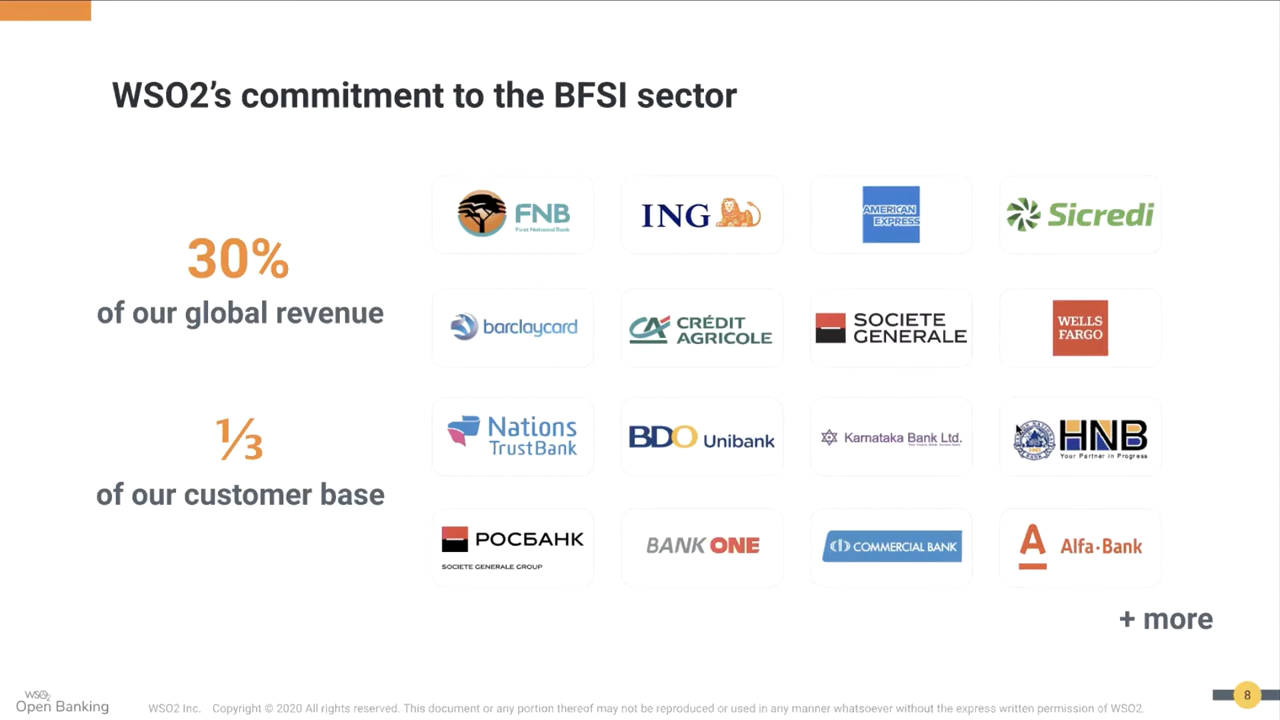 WSO2's commitment to the BFSI sector
30%
of our global revenue
⅓
of our customer base
FNB
First National Bank
ING
AMERICAN
EXPRESS
Sicredi
barclaycard
CRÉDIT
AGRICOLE
SOCIETE
GENERALE
WELLS
FARGO
Nations
TrustBank
BDO Unibank
Karnataka Bank Ltd.
HNB
Your Partner in Progress
РОСБАНК
SOCIETE GENERALE GROUP
BANK ONE
COMMERCIAL BANK
Alfa·Bank
+ more
WSO2
Open Banking
WSO2 Inc. Copyright © 2020 All rights reserved. This document or any portion thereof may not be reproduced or used in any manner whatsoever without the express written permission of WSO2.
8